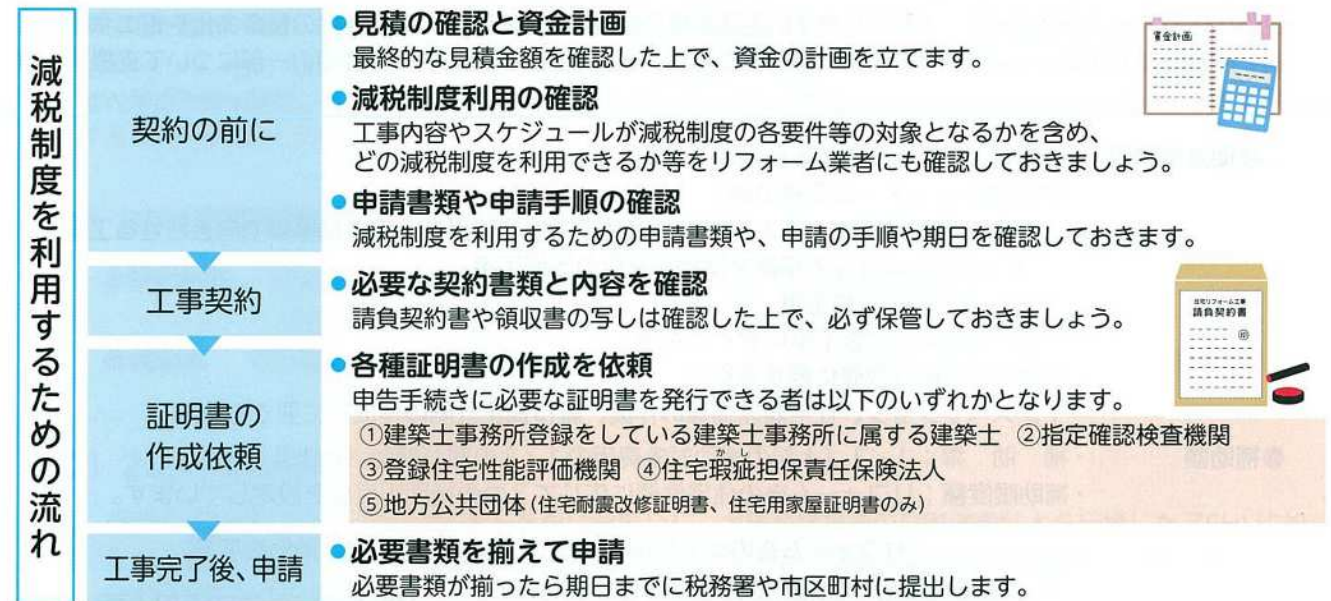 減税制度を利用するための流れ
契約の前に
●見積の確認と資金計画
最終的な見積金額を確認した上で、資金の計画を立てます。
資金計画
●減税制度利用の確認
工事内容やスケジュールが減税制度の各要件等の対象となるかを含め、
どの減税制度を利用できるか等をリフォーム業者にも確認しておきましょう。
●申請書類や申請手順の確認
減税制度を利用するための申請書類や、申請の手順や期日を確認しておきます。
工事契約
●必要な契約書類と内容を確認
請負契約書や領収書の写しは確認した上で、必ず保管しておきましょう。
住宅リフォーム工事
請負契約書
㊞
証明書の
作成依頼
●各種証明書の作成を依頼
申告手続きに必要な証明書を発行できる者は以下のいずれかとなります。
①建築士事務所登録をしている建築士事務所に属する建築士 ②指定確認検査機関
かし
③登録住宅性能評価機関 ④住宅瑕疵担保責任保険法人
⑤地方公共団体(住宅耐震改修証明書、住宅用家屋証明書のみ)
工事完了後、申請
●必要書類を揃えて申請
必要書類が揃ったら期日までに税務署や市区町村に提出します。